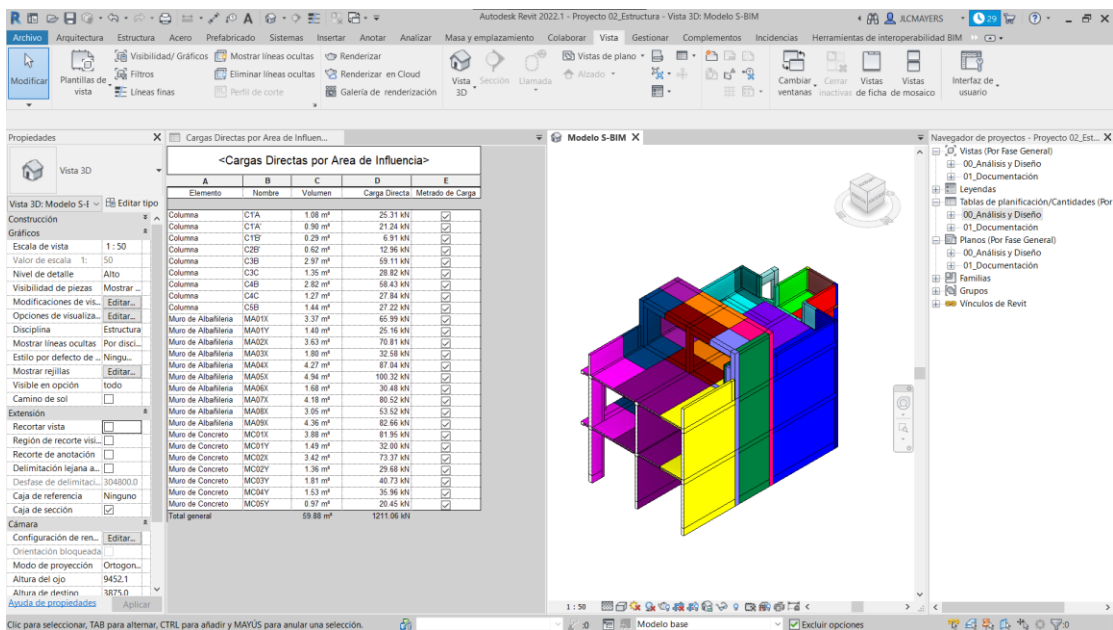 Autodesk Revit 2022.1 - Proyecto 02_Estructura - Vista 3D: Modelo S-BIM
JLCMAYERS
29
Archivo Arquitectura Estructura Acero Prefabricado Sistemas Insertar Anotar Analizar Masa y emplazamiento Colaborar Vista Gestionar Complementos Incidencias Herramientas de interoperabilidad BIM
Modificar
Plantillas de vista
Visibilidad/ Gráficos
Filtros
Líneas finas
Mostrar líneas ocultas
Eliminar líneas ocultas
Perfil de corte
Renderizar
Renderizar en Cloud
Galería de renderización
Vista 3D
Sección
Llamada
Vistas de plano
Alzado
Cambiar ventanas
Cerrar inactivas
Vistas de ficha
Vistas de mosaico
Interfaz de usuario
Propiedades X
Vista 3D
Vista 3D: Modelo S-E Editar tipo
Construcción
Gráficos
Escala de vista 1 : 50
Valor de escala 1: 50
Nivel de detalle Alto
Visibilidad de piezas Mostrar ...
Modificaciones de vis... Editar...
Opciones de visualiza... Editar...
Disciplina Estructura
Mostrar líneas ocultas Por disci...
Estilo por defecto de ... Ningu...
Mostrar rejillas Editar...
Visible en opción todo
Camino de sol
Extensión
Recortar vista
Región de recorte visi...
Recorte de anotación
Delimitación lejana a...
Desfase de delimitaci... 304800.0
Caja de referencia Ninguno
Caja de sección
Cámara
Configuración de ren... Editar...
Orientación bloqueada
Modo de proyección Ortogon...
Altura del ojo 9452.1
Altura de destino 3875.0
Ayuda de propiedades Aplicar
Cargas Directas por Area de Influen...
<Cargas Directas por Area de Influencia>
A B C D E
Elemento Nombre Volumen Carga Directa Metrado de Carga
Columna C1'A 1.08 m³ 25.31 kN
Columna C1'A' 0.90 m³ 21.24 kN
Columna C1'B' 0.29 m³ 6.91 kN
Columna C2B' 0.62 m³ 12.96 kN
Columna C3B 2.97 m³ 59.11 kN
Columna C3C 1.35 m³ 28.82 kN
Columna C4B 2.82 m³ 58.43 kN
Columna C4C 1.27 m³ 27.84 kN
Columna C5B 1.44 m³ 27.22 kN
Muro de Albañileria MA01X 3.37 m³ 65.99 kN
Muro de Albañileria MA01Y 1.40 m³ 25.16 kN
Muro de Albañileria MA02X 3.63 m³ 70.81 kN
Muro de Albañileria MA03X 1.80 m³ 32.58 kN
Muro de Albañileria MA04X 4.27 m³ 87.04 kN
Muro de Albañileria MA05X 4.94 m³ 100.32 kN
Muro de Albañileria MA06X 1.68 m³ 30.48 kN
Muro de Albañileria MA07X 4.18 m³ 80.52 kN
Muro de Albañileria MA08X 3.05 m³ 53.52 kN
Muro de Albañileria MA09X 4.36 m³ 82.66 kN
Muro de Concreto MC01X 3.88 m³ 81.95 kN
Muro de Concreto MC01Y 1.49 m³ 32.00 kN
Muro de Concreto MC02X 3.42 m³ 73.37 kN
Muro de Concreto MC02Y 1.36 m³ 29.68 kN
Muro de Concreto MC03Y 1.81 m³ 40.73 kN
Muro de Concreto MC04Y 1.53 m³ 35.96 kN
Muro de Concreto MC05Y 0.97 m³ 20.45 kN
Total general 59.88 m³ 1211.06 kN
Modelo S-BIM X
1 : 50
Navegador de proyectos - Proyecto 02_Est... X
Vistas (Por Fase General)
00_Análisis y Diseño
01_Documentación
Leyendas
Tablas de planificación/Cantidades (Por
00_Análisis y Diseño
01_Documentación
Planos (Por Fase General)
00_Análisis y Diseño
01_Documentación
Familias
Grupos
Vínculos de Revit
Clic para seleccionar, TAB para alternar, CTRL para añadir y MAYÚS para anular una selección.
:0
Modelo base
Excluir opciones
:0